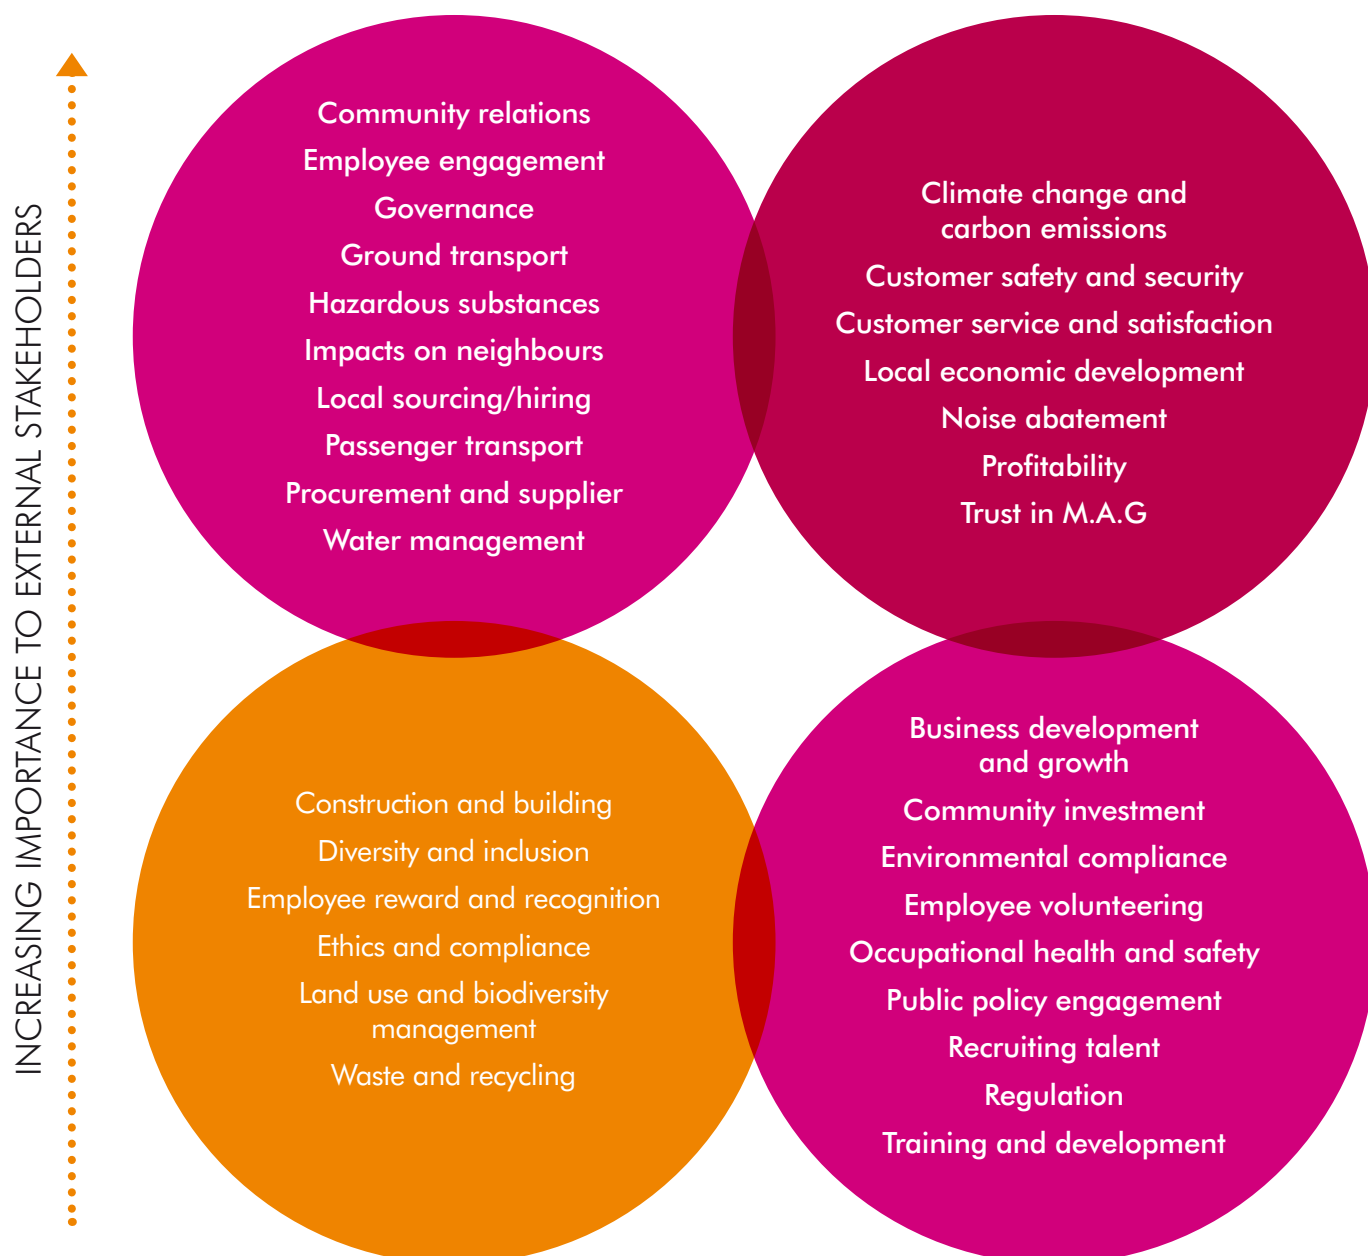 INCREASING IMPORTANCE TO EXTERNAL STAKEHOLDERS
Community relations
Employee engagement
Governance
Ground transport
Hazardous substances
Impacts on neighbours
Local sourcing/hiring
Passenger transport
Procurement and supplier
Water management
Climate change and
carbon emissions
Customer safety and security
Customer service and satisfaction
Local economic development
Noise abatement
Profitability
Trust in M.A.G
Construction and building
Diversity and inclusion
Employee reward and recognition
Ethics and compliance
Land use and biodiversity
management
Waste and recycling
Business development
and growth
Community investment
Environmental compliance
Employee volunteering
Occupational health and safety
Public policy engagement
Recruiting talent
Regulation
Training and development